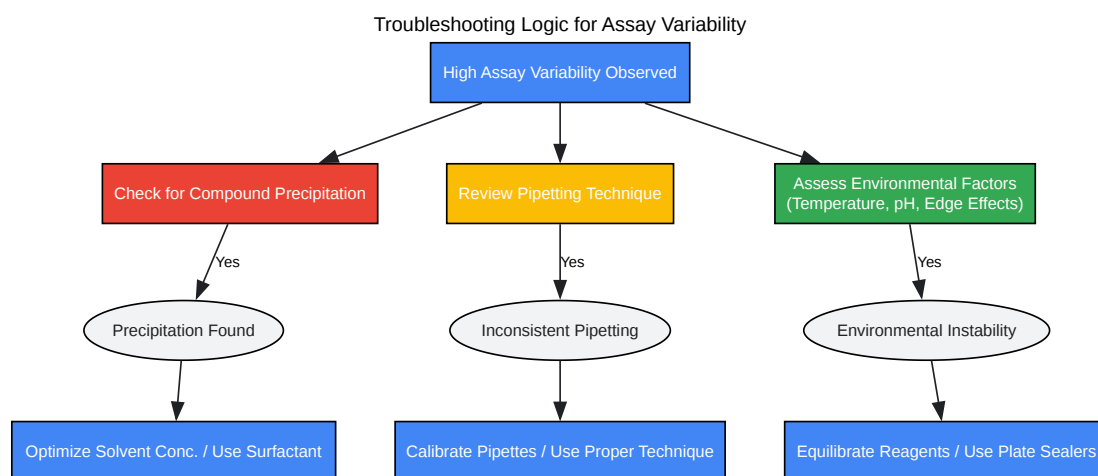 Troubleshooting Logic for Assay Variability
High Assay Variability Observed
Check for Compound Precipitation
Review Pipetting Technique
Assess Environmental Factors
(Temperature, pH, Edge Effects)
Yes
Yes
Yes
Precipitation Found
Inconsistent Pipetting
Environmental Instability
Optimize Solvent Conc. / Use Surfactant
Calibrate Pipettes / Use Proper Technique
Equilibrate Reagents / Use Plate Sealers